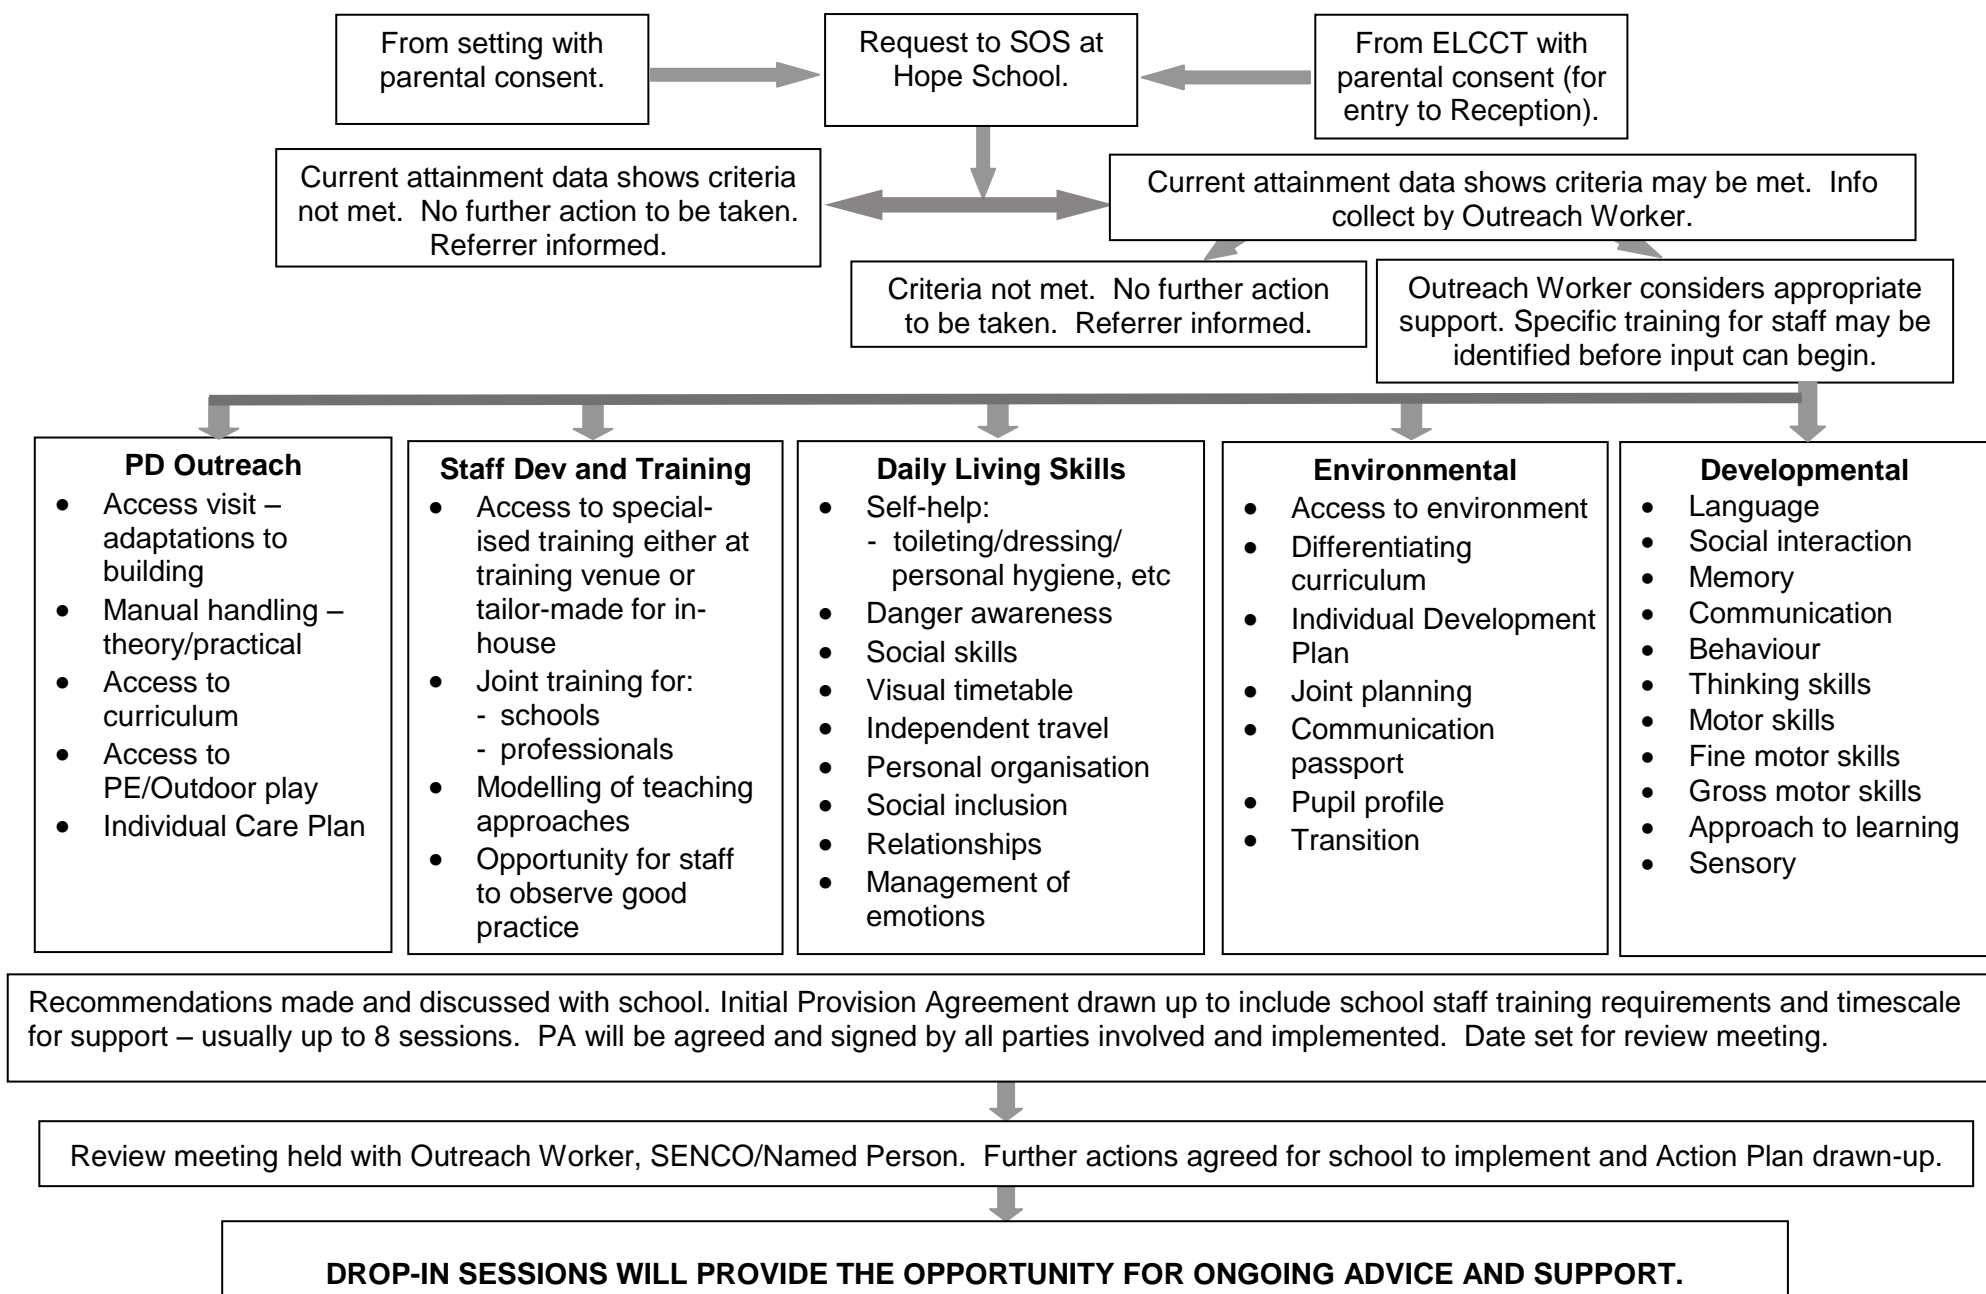 From setting with
parental consent.
Request to SOS at
Hope School.
From ELCCT with
parental consent (for
entry to Reception).
Current attainment data shows criteria
not met.  No further action to be taken.
Referrer informed.
Current attainment data shows criteria may be met.  Info
collect by Outreach Worker.
Criteria not met.  No further action
to be taken.  Referrer informed.
Outreach Worker considers appropriate
support. Specific training for staff may be
identified before input can begin.
PD Outreach
• Access visit –
adaptations to
building
• Manual handling –
theory/practical
• Access to
curriculum
• Access to
PE/Outdoor play
• Individual Care Plan
Staff Dev and Training
• Access to special-
ised training either at
training venue or
tailor-made for in-
house
• Joint training for:
- schools
- professionals
• Modelling of teaching
approaches
• Opportunity for staff
to observe good
practice
Daily Living Skills
• Self-help:
- toileting/dressing/
personal hygiene, etc
• Danger awareness
• Social skills
• Visual timetable
• Independent travel
• Personal organisation
• Social inclusion
• Relationships
• Management of
emotions
Environmental
• Access to environment
• Differentiating
curriculum
• Individual Development
Plan
• Joint planning
• Communication
passport
• Pupil profile
• Transition
Developmental
• Language
• Social interaction
• Memory
• Communication
• Behaviour
• Thinking skills
• Motor skills
• Fine motor skills
• Gross motor skills
• Approach to learning
• Sensory
Recommendations made and discussed with school. Initial Provision Agreement drawn up to include school staff training requirements and timescale
for support – usually up to 8 sessions.  PA will be agreed and signed by all parties involved and implemented.  Date set for review meeting.
Review meeting held with Outreach Worker, SENCO/Named Person.  Further actions agreed for school to implement and Action Plan drawn-up.
DROP-IN SESSIONS WILL PROVIDE THE OPPORTUNITY FOR ONGOING ADVICE AND SUPPORT.